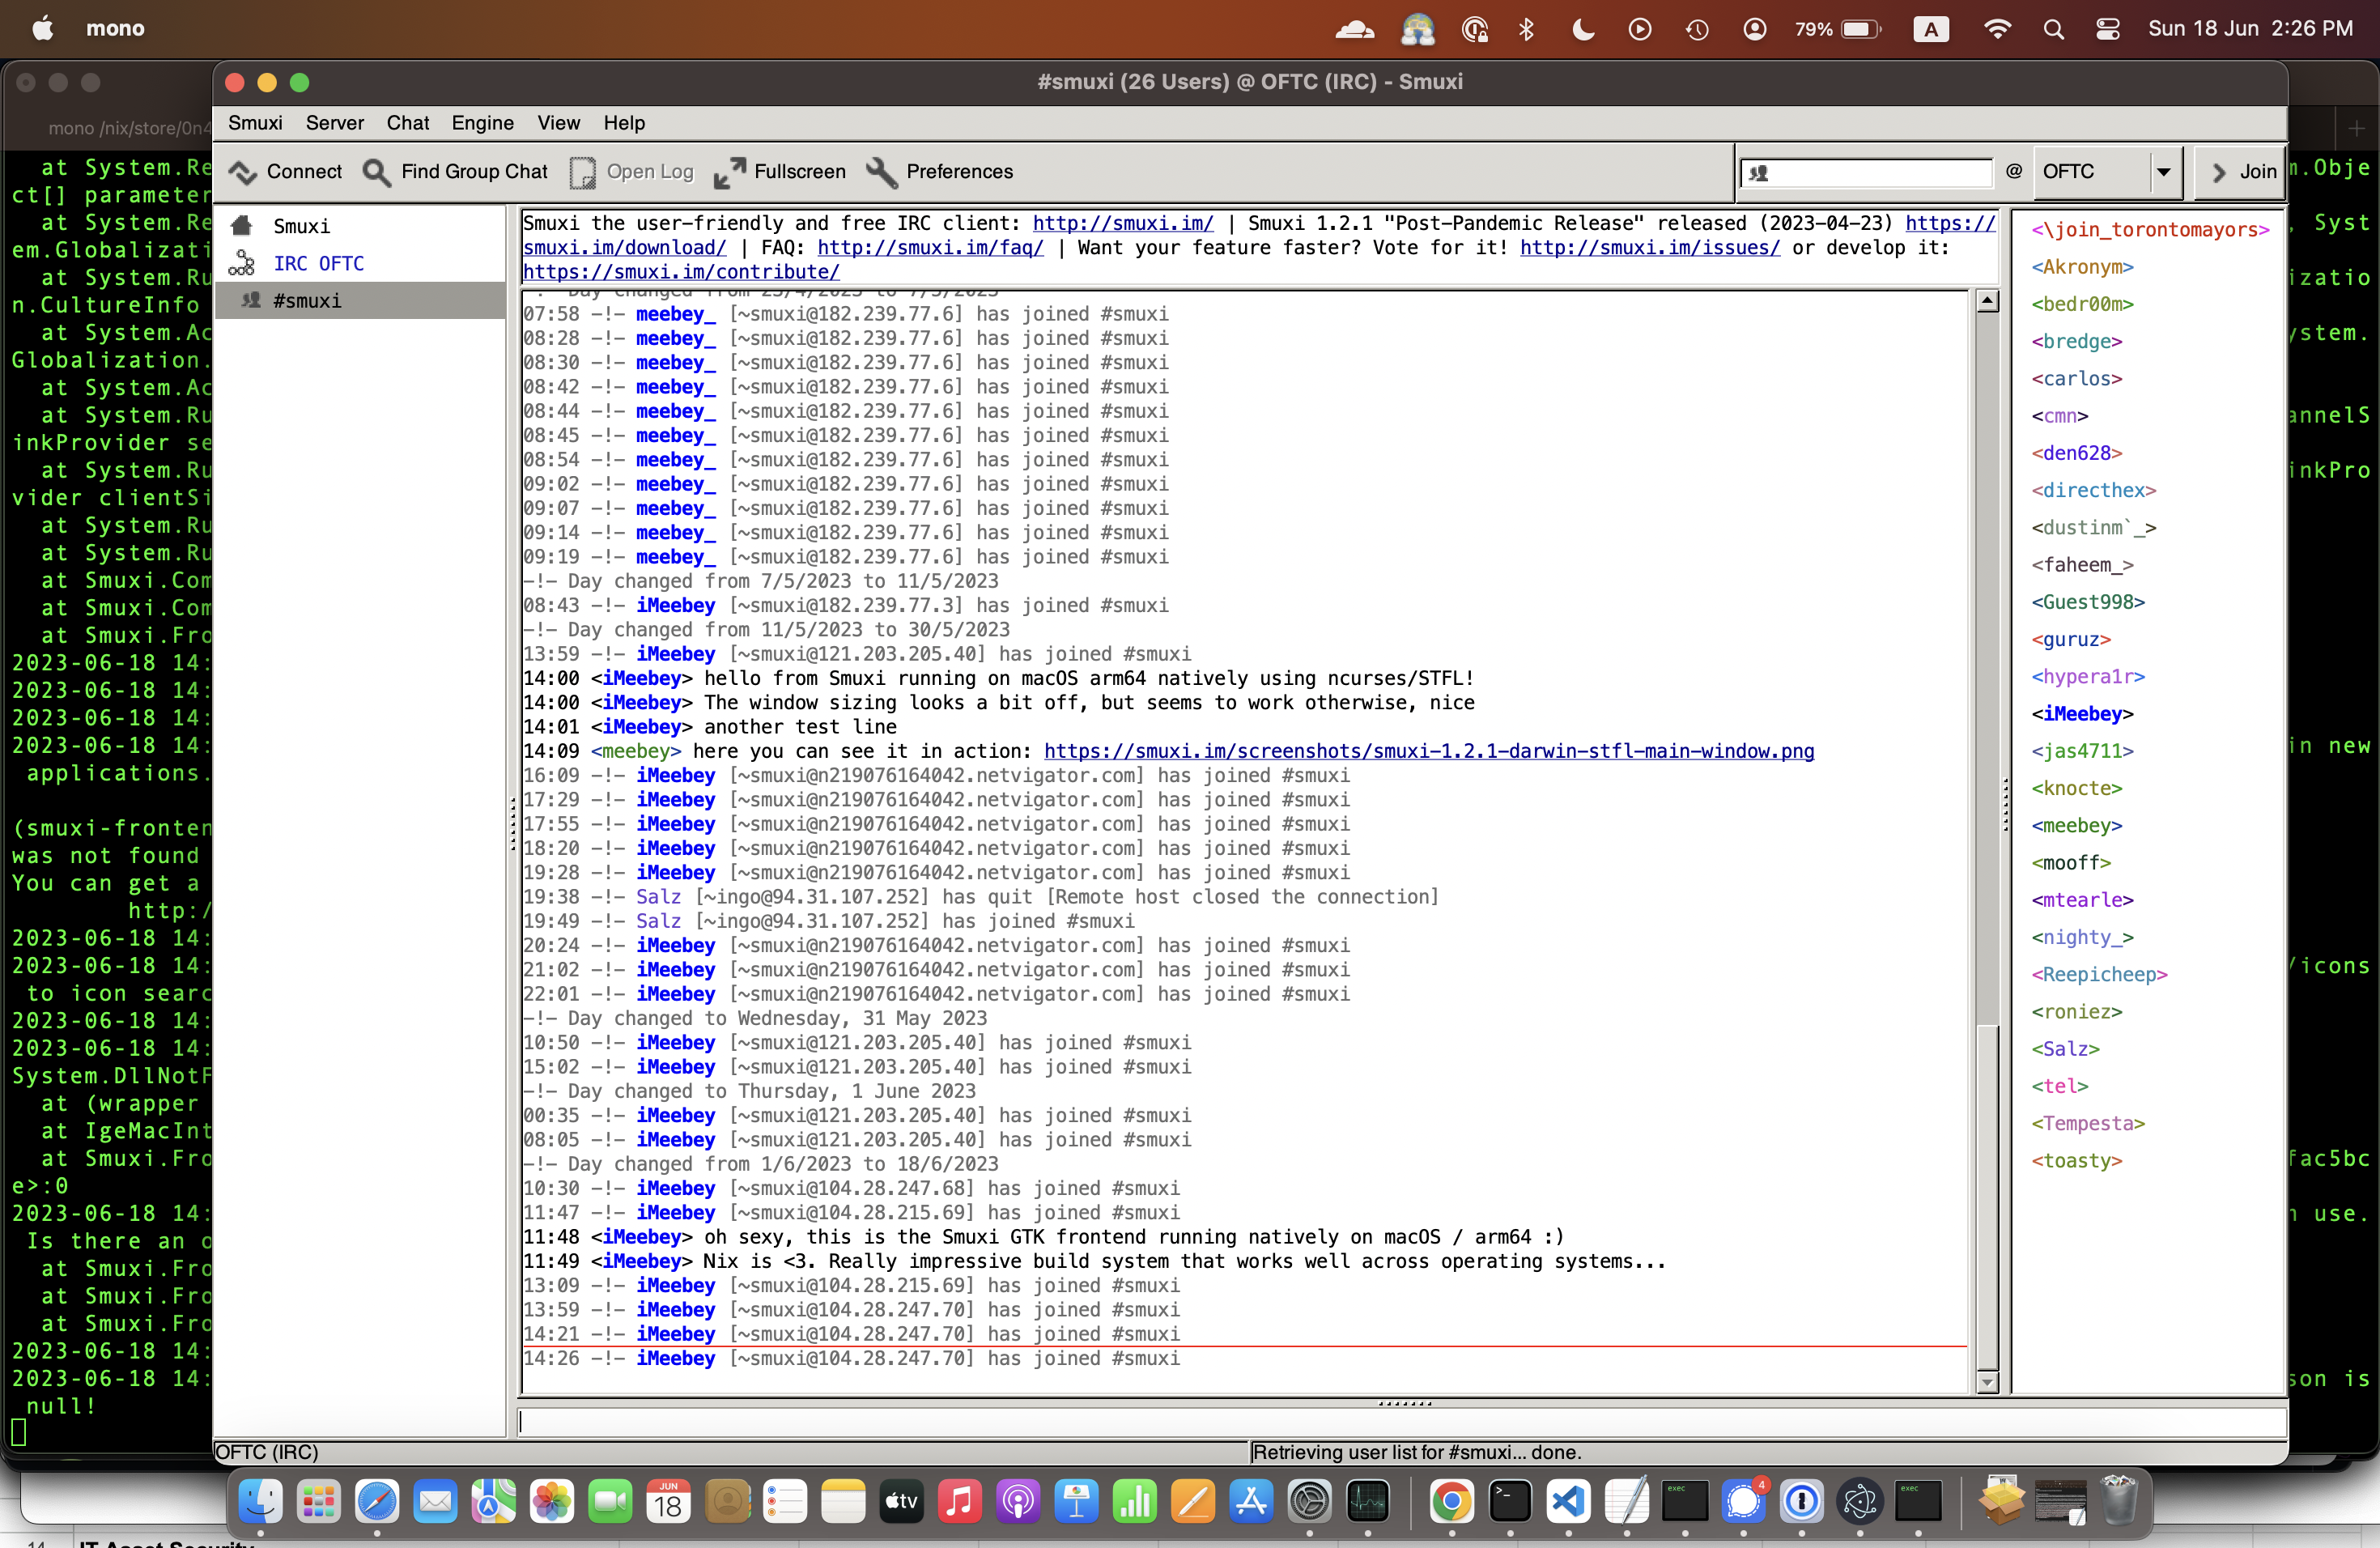 mono
79%
A
Sun 18 Jun 2:26 PM
mono /nix/store/0n4
#smuxi (26 Users) @ OFTC (IRC) - Smuxi
Smuxi Server Chat Engine View Help
Connect Find Group Chat Open Log Fullscreen Preferences @ OFTC Join
Smuxi
IRC OFTC
#smuxi
Smuxi the user-friendly and free IRC client: http://smuxi.im/ | Smuxi 1.2.1 "Post-Pandemic Release" released (2023-04-23) https://
smuxi.im/download/ | FAQ: http://smuxi.im/faq/ | Want your feature faster? Vote for it! http://smuxi.im/issues/ or develop it:
https://smuxi.im/contribute/
07:58 -!- meebey_ [~smuxi@182.239.77.6] has joined #smuxi
08:28 -!- meebey_ [~smuxi@182.239.77.6] has joined #smuxi
08:30 -!- meebey_ [~smuxi@182.239.77.6] has joined #smuxi
08:42 -!- meebey_ [~smuxi@182.239.77.6] has joined #smuxi
08:44 -!- meebey_ [~smuxi@182.239.77.6] has joined #smuxi
08:45 -!- meebey_ [~smuxi@182.239.77.6] has joined #smuxi
08:54 -!- meebey_ [~smuxi@182.239.77.6] has joined #smuxi
09:02 -!- meebey_ [~smuxi@182.239.77.6] has joined #smuxi
09:07 -!- meebey_ [~smuxi@182.239.77.6] has joined #smuxi
09:14 -!- meebey_ [~smuxi@182.239.77.6] has joined #smuxi
09:19 -!- meebey_ [~smuxi@182.239.77.6] has joined #smuxi
-!- Day changed from 7/5/2023 to 11/5/2023
08:43 -!- iMeebey [~smuxi@182.239.77.3] has joined #smuxi
-!- Day changed from 11/5/2023 to 30/5/2023
13:59 -!- iMeebey [~smuxi@121.203.205.40] has joined #smuxi
14:00 <iMeebey> hello from Smuxi running on macOS arm64 natively using ncurses/STFL!
14:00 <iMeebey> The window sizing looks a bit off, but seems to work otherwise, nice
14:01 <iMeebey> another test line
14:09 <meebey> here you can see it in action: https://smuxi.im/screenshots/smuxi-1.2.1-darwin-stfl-main-window.png
16:09 -!- iMeebey [~smuxi@n219076164042.netvigator.com] has joined #smuxi
17:29 -!- iMeebey [~smuxi@n219076164042.netvigator.com] has joined #smuxi
17:55 -!- iMeebey [~smuxi@n219076164042.netvigator.com] has joined #smuxi
18:20 -!- iMeebey [~smuxi@n219076164042.netvigator.com] has joined #smuxi
19:28 -!- iMeebey [~smuxi@n219076164042.netvigator.com] has joined #smuxi
19:38 -!- Salz [~ingo@94.31.107.252] has quit [Remote host closed the connection]
19:49 -!- Salz [~ingo@94.31.107.252] has joined #smuxi
20:24 -!- iMeebey [~smuxi@n219076164042.netvigator.com] has joined #smuxi
21:02 -!- iMeebey [~smuxi@n219076164042.netvigator.com] has joined #smuxi
22:01 -!- iMeebey [~smuxi@n219076164042.netvigator.com] has joined #smuxi
-!- Day changed to Wednesday, 31 May 2023
10:50 -!- iMeebey [~smuxi@121.203.205.40] has joined #smuxi
15:02 -!- iMeebey [~smuxi@121.203.205.40] has joined #smuxi
-!- Day changed to Thursday, 1 June 2023
00:35 -!- iMeebey [~smuxi@121.203.205.40] has joined #smuxi
08:05 -!- iMeebey [~smuxi@121.203.205.40] has joined #smuxi
-!- Day changed from 1/6/2023 to 18/6/2023
10:30 -!- iMeebey [~smuxi@104.28.247.68] has joined #smuxi
11:47 -!- iMeebey [~smuxi@104.28.215.69] has joined #smuxi
11:48 <iMeebey> oh sexy, this is the Smuxi GTK frontend running natively on macOS / arm64 :)
11:49 <iMeebey> Nix is <3. Really impressive build system that works well across operating systems...
13:09 -!- iMeebey [~smuxi@104.28.215.69] has joined #smuxi
13:59 -!- iMeebey [~smuxi@104.28.247.70] has joined #smuxi
14:21 -!- iMeebey [~smuxi@104.28.247.70] has joined #smuxi
14:26 -!- iMeebey [~smuxi@104.28.247.70] has joined #smuxi
<\join_torontomayors>
<Akronym>
<bedr00m>
<bredge>
<carlos>
<cmn>
<den628>
<directhex>
<dustinm`_>
<faheem_>
<Guest998>
<guruz>
<hypera1r>
<iMeebey>
<jas4711>
<knocte>
<meebey>
<mooff>
<mtearle>
<nighty_>
<Reepicheep>
<roniez>
<Salz>
<tel>
<Tempesta>
<toasty>
OFTC (IRC)
Retrieving user list for #smuxi... done.
at System.Re
ct[] parameter
at System.Re
em.Globalizati
at System.Ru
n.CultureInfo
at System.Ac
Globalization.
at System.Ac
at System.Ru
inkProvider se
at System.Ru
vider clientSi
at System.Ru
at System.Ru
at Smuxi.Com
at Smuxi.Com
at Smuxi.Fro
2023-06-18 14:
2023-06-18 14:
2023-06-18 14:
2023-06-18 14:
applications.
(smuxi-fronten
was not found
You can get a
http:/
2023-06-18 14:
2023-06-18 14:
to icon searc
2023-06-18 14:
2023-06-18 14:
System.DllNotF
at (wrapper
at IgeMacInt
at Smuxi.Fro
e>:0
2023-06-18 14:
Is there an o
at Smuxi.Fro
at Smuxi.Fro
at Smuxi.Fro
2023-06-18 14:
2023-06-18 14:
null!
m.Obje
, Syst
izatio
ystem.
annelS
inkPro
in new
/icons
fac5bc
n use.
son is
JUN
18
tv
exec
4
exec